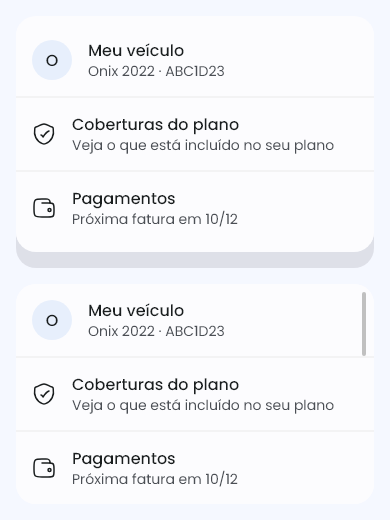 O
Meu veículo
Onix 2022 · ABC1D23
Coberturas do plano
Veja o que está incluído no seu plano
Pagamentos
Próxima fatura em 10/12
O
Meu veículo
Onix 2022 · ABC1D23
Coberturas do plano
Veja o que está incluído no seu plano
Pagamentos
Próxima fatura em 10/12